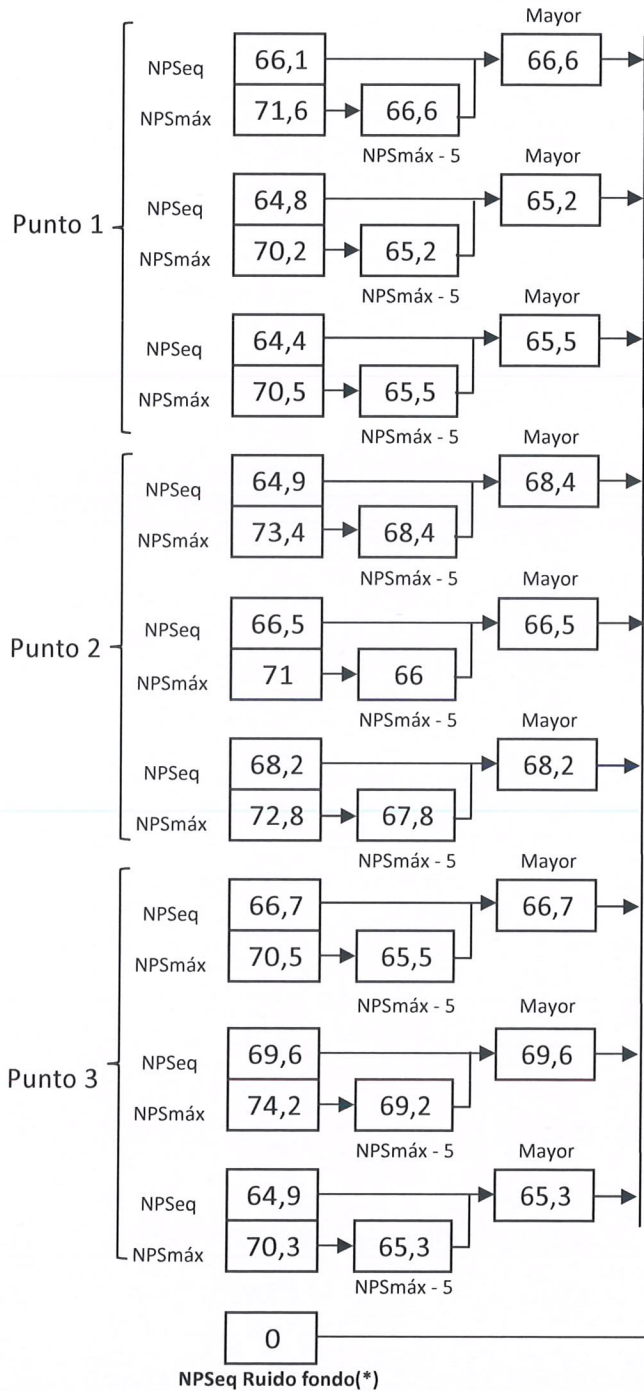 Mayor
NPSeq 66,1 66,6
NPSmáx 71,6 66,6
NPSmáx - 5 Mayor
NPSeq 64,8 65,2
Punto 1
NPSmáx 70,2 65,2
NPSmáx - 5 Mayor
NPSeq 64,4 65,5
NPSmáx 70,5 65,5
NPSmáx - 5 Mayor
NPSeq 64,9 68,4
NPSmáx 73,4 68,4
NPSmáx - 5 Mayor
NPSeq 66,5 66,5
Punto 2
NPSmáx 71 66
NPSmáx - 5 Mayor
NPSeq 68,2 68,2
NPSmáx 72,8 67,8
NPSmáx - 5 Mayor
NPSeq 66,7 66,7
NPSmáx 70,5 65,5
NPSmáx - 5 Mayor
NPSeq 69,6 69,6
Punto 3
NPSmáx 74,2 69,2
NPSmáx - 5 Mayor
NPSeq 64,9 65,3
NPSmáx 70,3 65,3
NPSmáx - 5
0
NPSeq Ruido fondo(*)